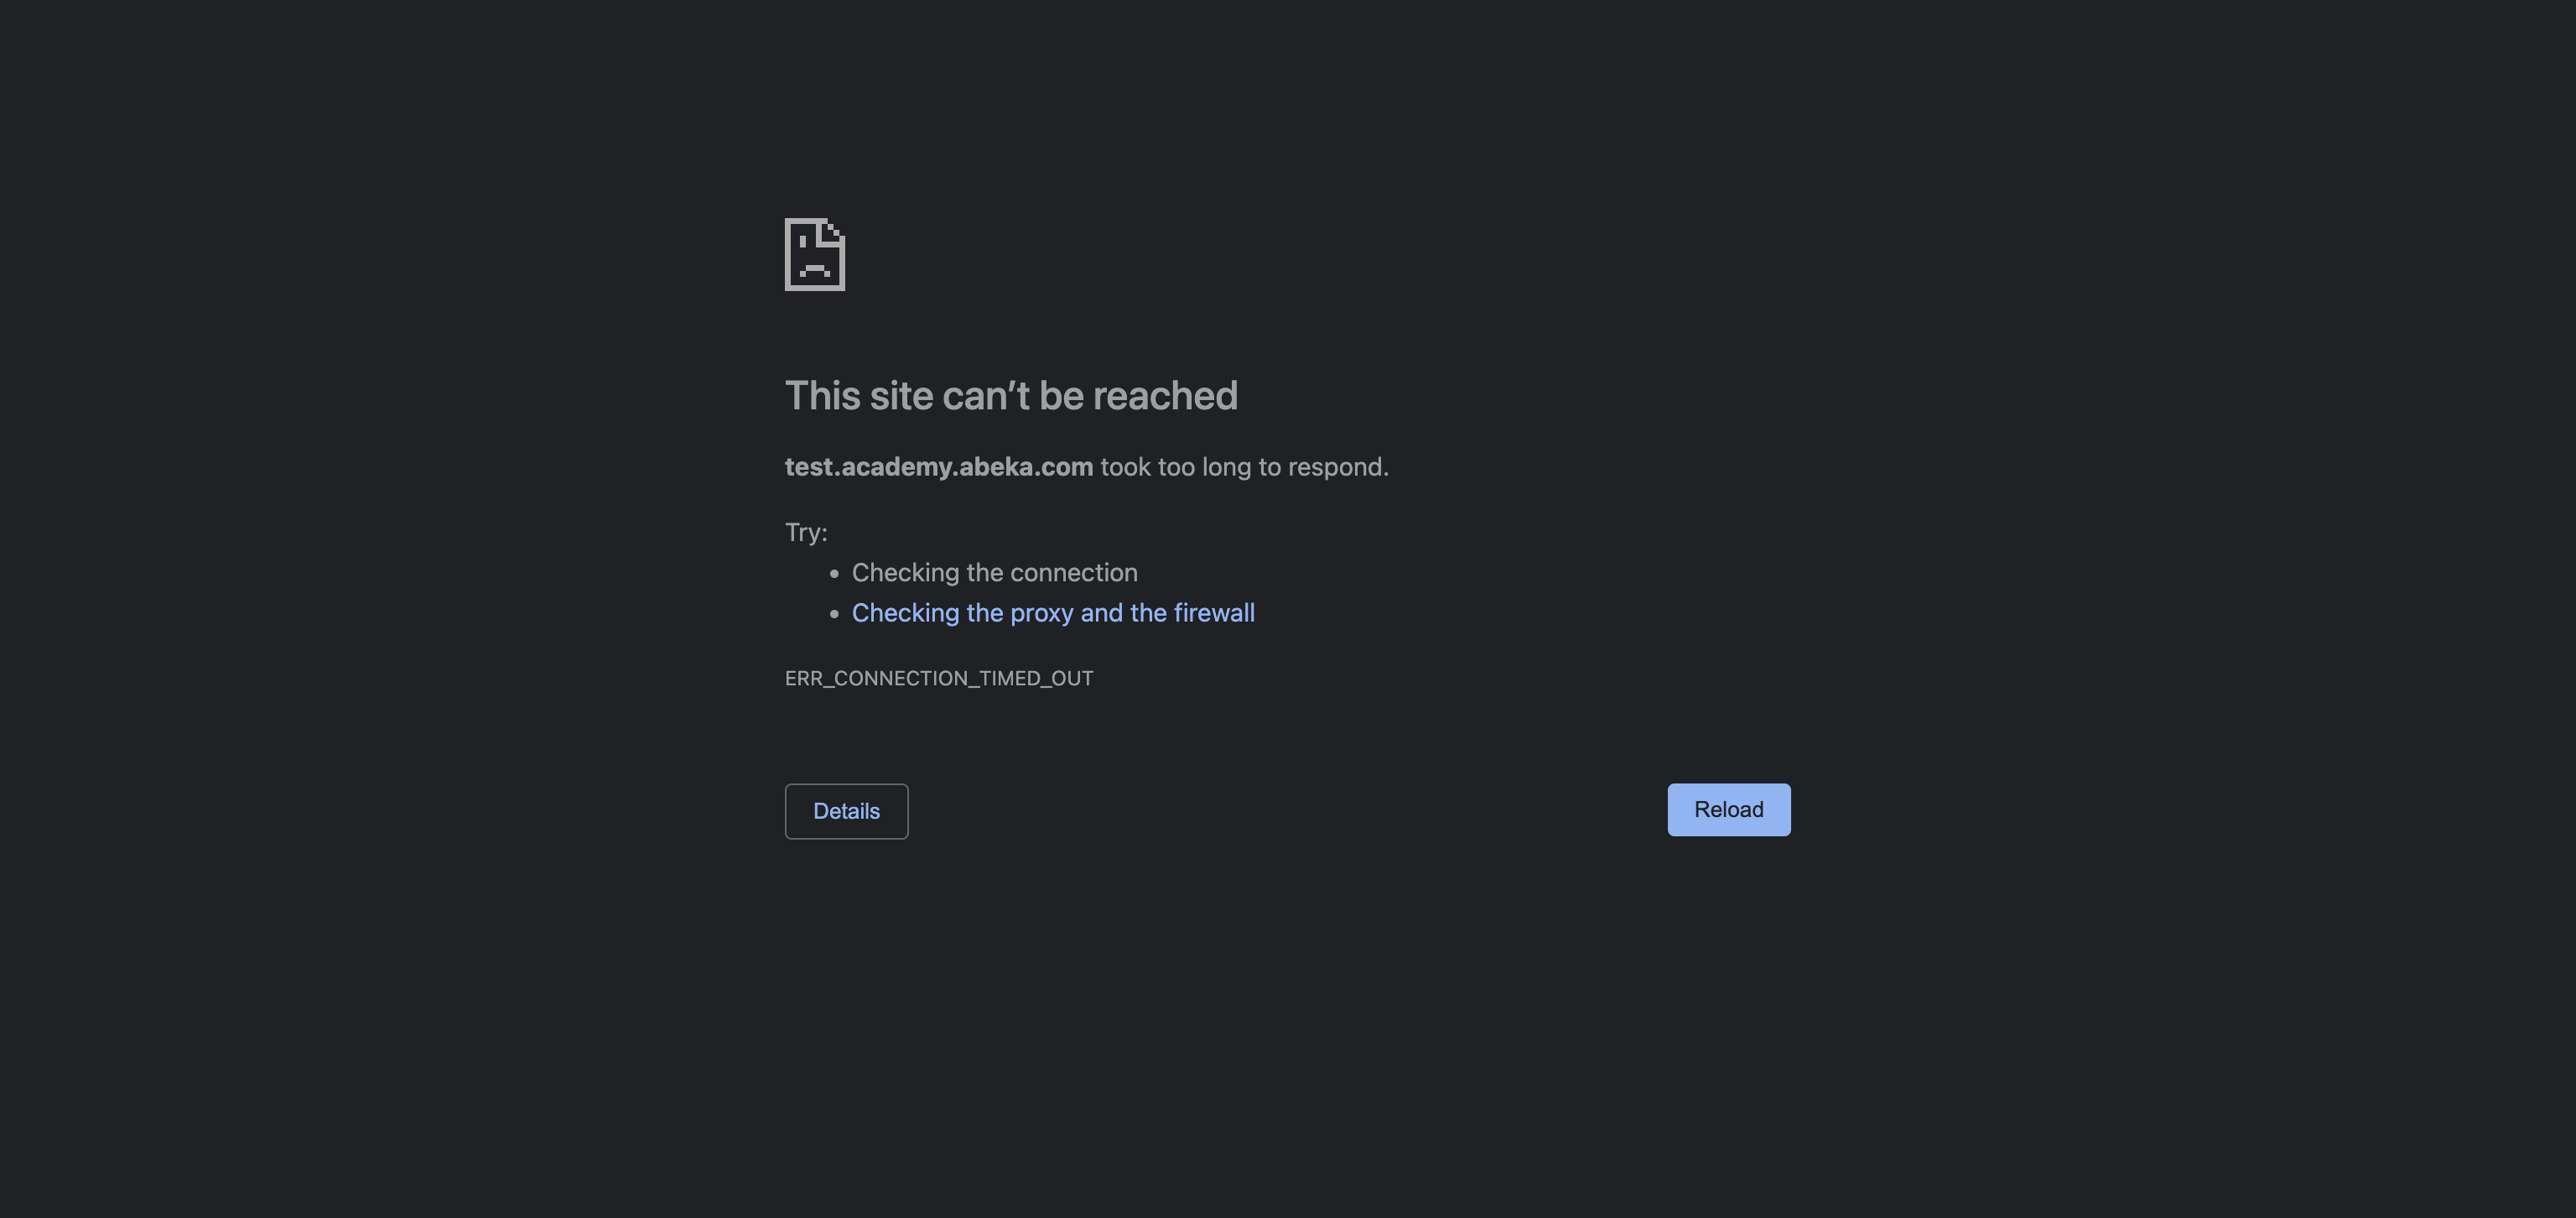 This site can’t be reached
test.academy.abeka.com took too long to respond.
Try:
• Checking the connection
• Checking the proxy and the firewall
ERR_CONNECTION_TIMED_OUT
Details
Reload